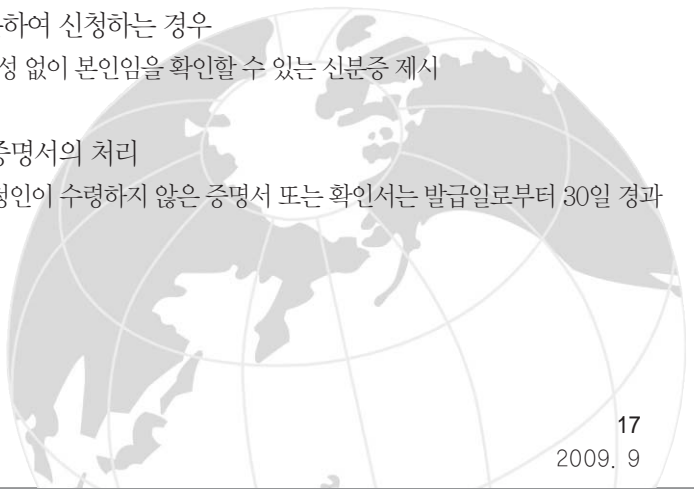 하여 신청하는 경우
성 없이 본인임을 확인할 수 있는 신분증 제시
증명서의 처리
청인이 수령하지 않은 증명서 또는 확인서는 발급일로부터 30일 경과
17
2009. 9